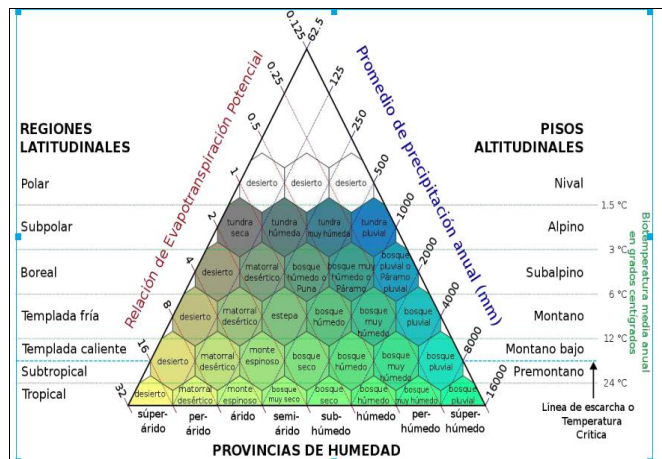 0.125
62.5
0.25
125
0.5
250
1
500
2
1000
4
2000
8
4000
16
8000
32
16000
Relación de Evapotranspiración Potencial
Promedio de precipitación anual (mm)
REGIONES
LATITUDINALES
PISOS
ALTITUDINALES
Polar
desierto
desierto
desierto
Nival
1.5 °C
Subpolar
tundra
seca
tundra
húmeda
tundra
muy húmeda
tundra
pluvial
Alpino
3 °C
Boreal
desierto
matorral
desértico
bosque
húmedo o
Puna
bosque muy
húmedo o
Páramo
bosque
pluvial o
Páramo
pluvial
Subalpino
6 °C
Templada fría
desierto
matorral
desértico
estepa
bosque
húmedo
bosque
muy
húmedo
bosque
pluvial
Montano
12 °C
Templada caliente
Subtropical
desierto
matorral
desértico
monte
espinoso
bosque
seco
bosque
húmedo
bosque
muy
húmedo
bosque
pluvial
Montano bajo
Premontano
24 °C
Tropical
desierto
matorral
desértico
monte
espinoso
bosque
muy seco
bosque
seco
bosque
húmedo
bosque
muy húmedo
bosque
pluvial
Biotemperatura media anual
en grados centígrados
Linea de escarcha o
Temperatura
Crítica
súper-
árido
per-
árido
árido
semi-
árido
sub-
húmedo
húmedo
per-
húmedo
súper-
húmedo
PROVINCIAS DE HUMEDAD